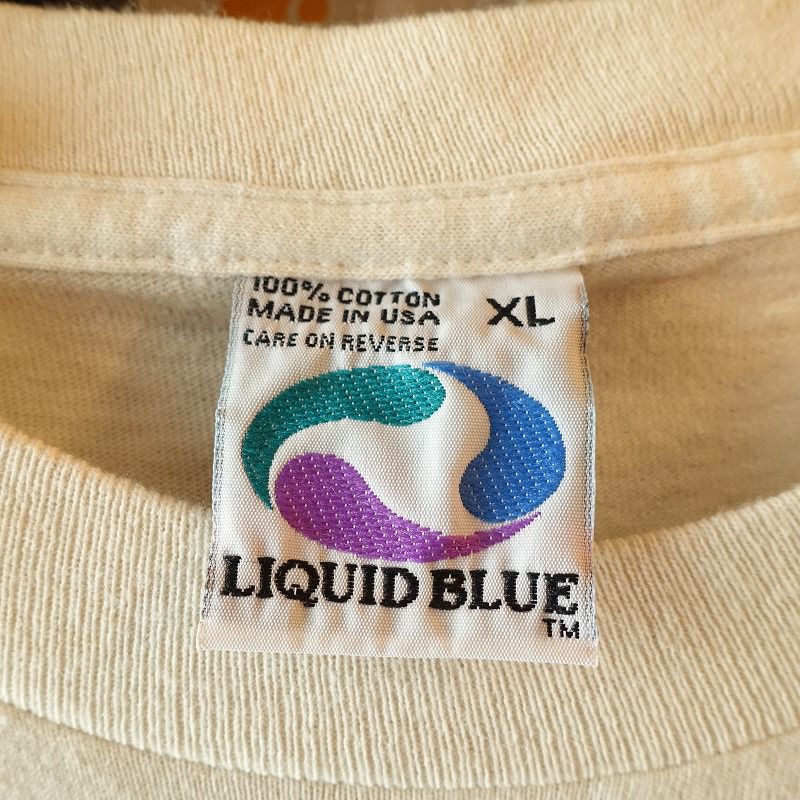 100% COTTON
MADE IN USA
XL
CARE ON REVERSE
LIQUID BLUE
TM